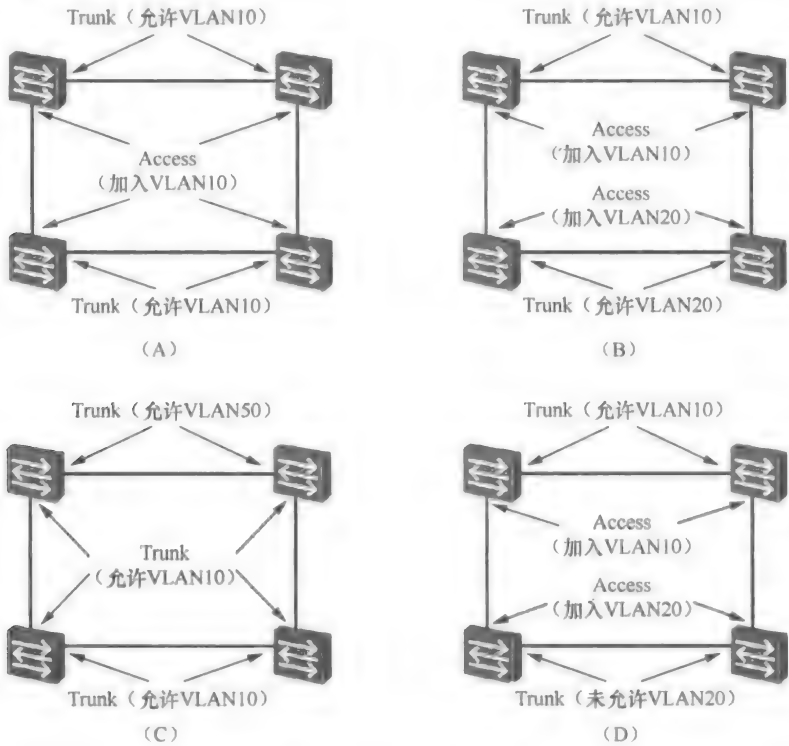 Trunk（允许VLAN10）
Access
（加入VLAN10）
Trunk（允许VLAN10）
（A）
Trunk（允许VLAN10）
Access
（加入VLAN10）
Access
（加入VLAN20）
Trunk（允许VLAN20）
（B）
Trunk（允许VLAN50）
Trunk
（允许VLAN10）
Trunk（允许VLAN10）
（C）
Trunk（允许VLAN10）
Access
（加入VLAN10）
Access
（加入VLAN20）
Trunk（未允许VLAN20）
（D）